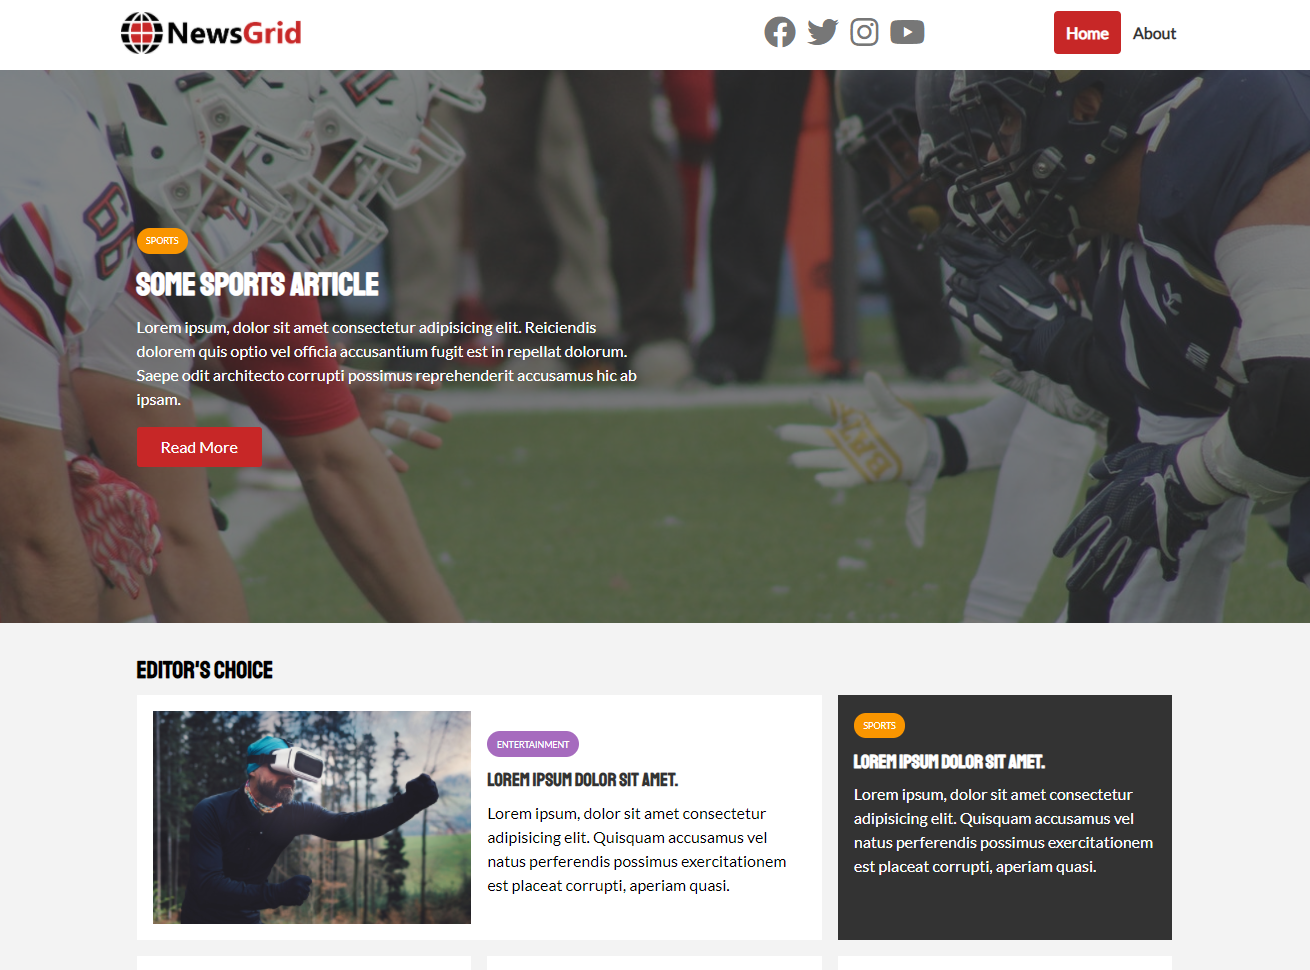 NewsGrid
Home
About
SPORTS
SOME SPORTS ARTICLE
Lorem ipsum, dolor sit amet consectetur adipisicing elit. Reiciendis
dolorem quis optio vel officia accusantium fugit est in repellat dolorum.
Saepe odit architecto corrupti possimus reprehenderit accusamus hic ab
ipsam.
Read More
EDITOR'S CHOICE
ENTERTAINMENT
LOREM IPSUM DOLOR SIT AMET.
Lorem ipsum, dolor sit amet consectetur
adipisicing elit. Quisquam accusamus vel
natus perferendis possimus exercitationem
est placeat corrupti, aperiam quasi.
SPORTS
LOREM IPSUM DOLOR SIT AMET.
Lorem ipsum, dolor sit amet consectetur
adipisicing elit. Quisquam accusamus vel
natus perferendis possimus exercitationem
est placeat corrupti, aperiam quasi.